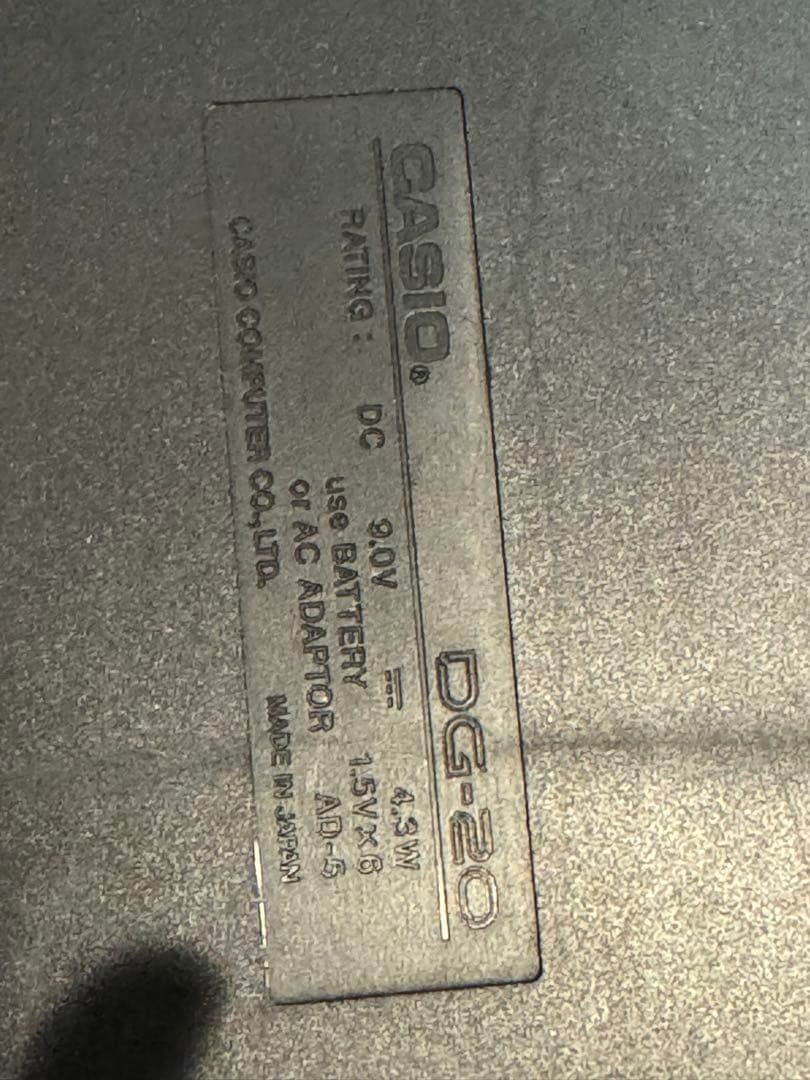 CASIO® DG-20
RATING : DC 9.0V ⎓ 4.3W
use BATTERY 1.5V×6
or AC ADAPTOR AD-5
CASIO COMPUTER CO.,LTD. MADE IN JAPAN